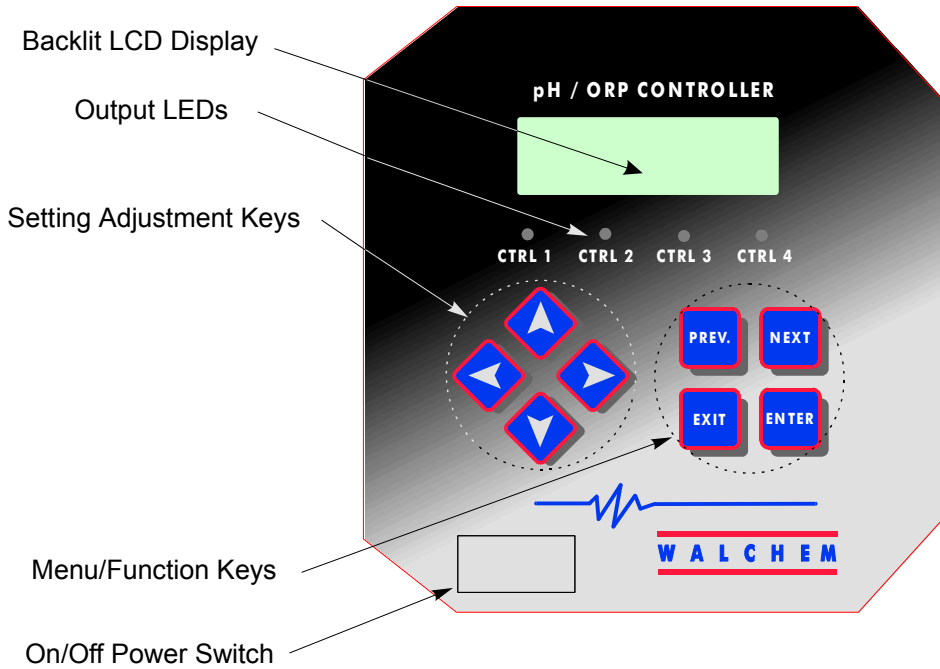 Backlit LCD Display
pH / ORP CONTROLLER
Output LEDs
Setting Adjustment Keys
CTRL 1 CTRL 2 CTRL 3 CTRL 4
PREV. NEXT
EXIT ENTER
WALCHEM
Menu/Function Keys
On/Off Power Switch